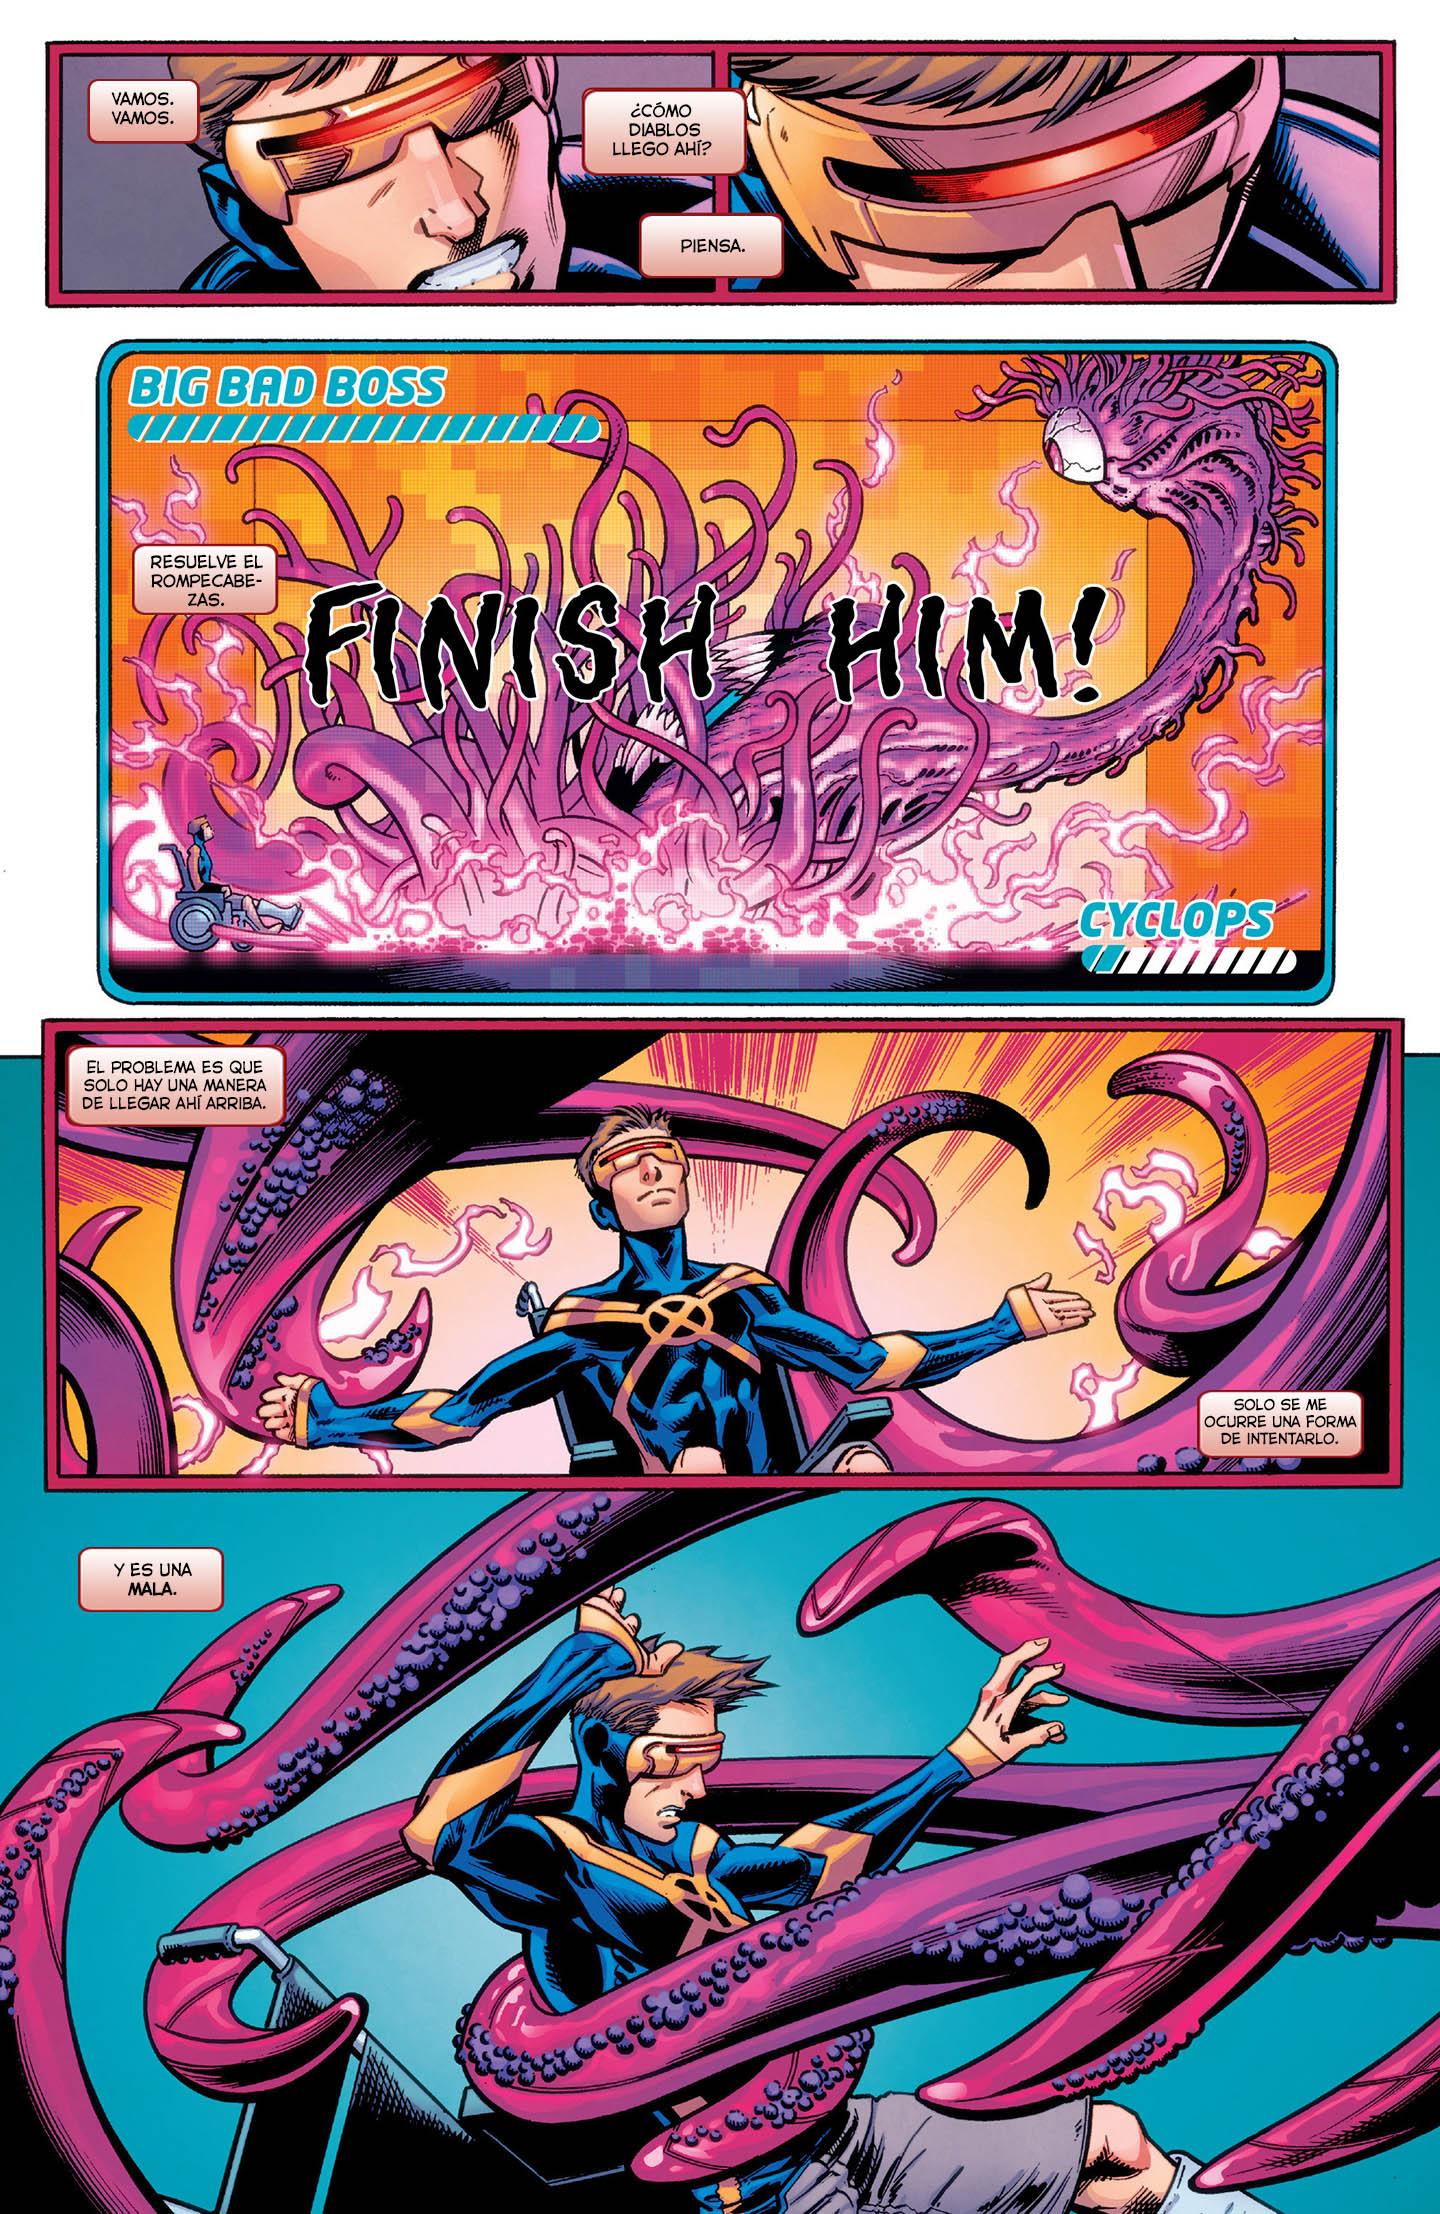 VAMOS.
VAMOS.
¿CÓMO
DIABLOS
LLEGO AHÍ?
PIENSA.
BIG BAD BOSS
RESUELVE EL
ROMPECABE-
ZAS.
FINISH HIM!
CYCLOPS
EL PROBLEMA ES QUE
SOLO HAY UNA MANERA
DE LLEGAR AHÍ ARRIBA.
SOLO SE ME
OCURRE UNA FORMA
DE INTENTARLO.
Y ES UNA
MALA.